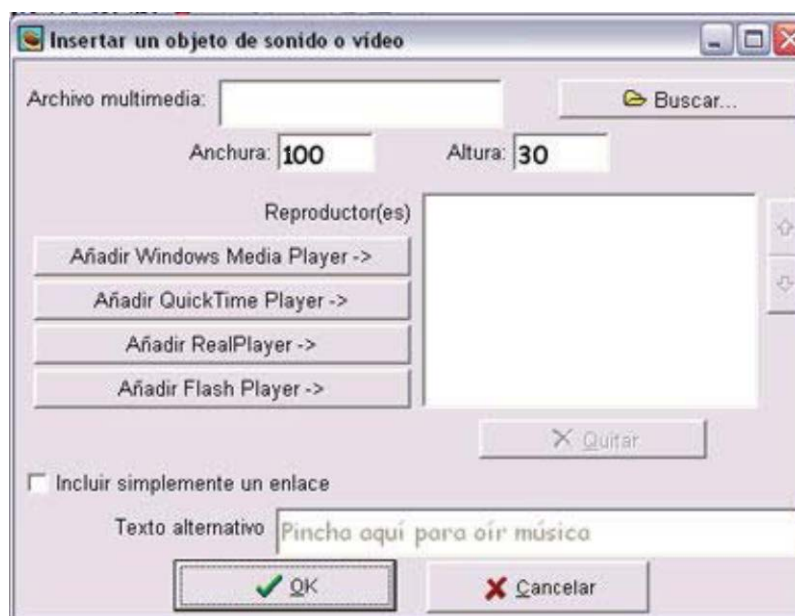 Insertar un objeto de sonido o vídeo
Archivo multimedia:
Buscar...
Anchura: 100 Altura: 30
Reproductor(es)
Añadir Windows Media Player ->
Añadir QuickTime Player ->
Añadir RealPlayer ->
Añadir Flash Player ->
Quitar
Incluir simplemente un enlace
Texto alternativo Pincha aquí para oír música
OK Cancelar